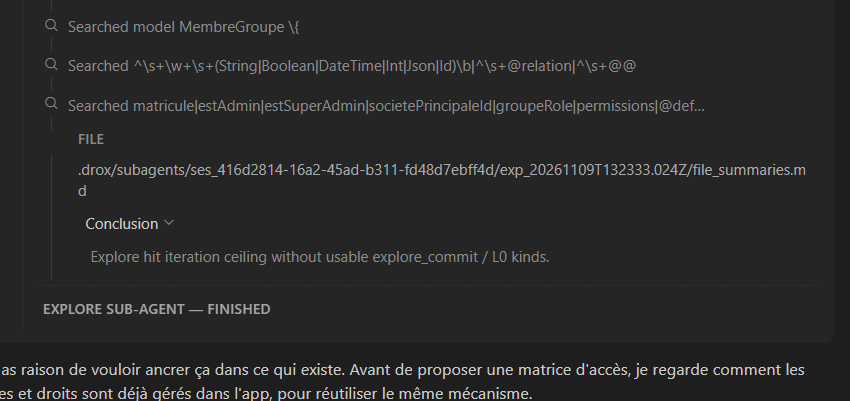 Searched model MembreGroupe \{
Searched ^\s+\w+\s+(String|Boolean|DateTime|Int|Json|Id)\b|^\s+@relation|^\s+@@
Searched matricule|estAdmin|estSuperAdmin|societePrincipaleId|groupeRole|permissions|@def...
FILE
.drox/subagents/ses_416d2814-16a2-45ad-b311-fd48d7ebff4d/exp_20261109T132333.024Z/file_summaries.m
d
Conclusion
Explore hit iteration ceiling without usable explore_commit / L0 kinds.
EXPLORE SUB-AGENT — FINISHED
as raison de vouloir ancrer ça dans ce qui existe. Avant de proposer une matrice d'accès, je regarde comment les
es et droits sont déjà gérés dans l'app, pour réutiliser le même mécanisme.